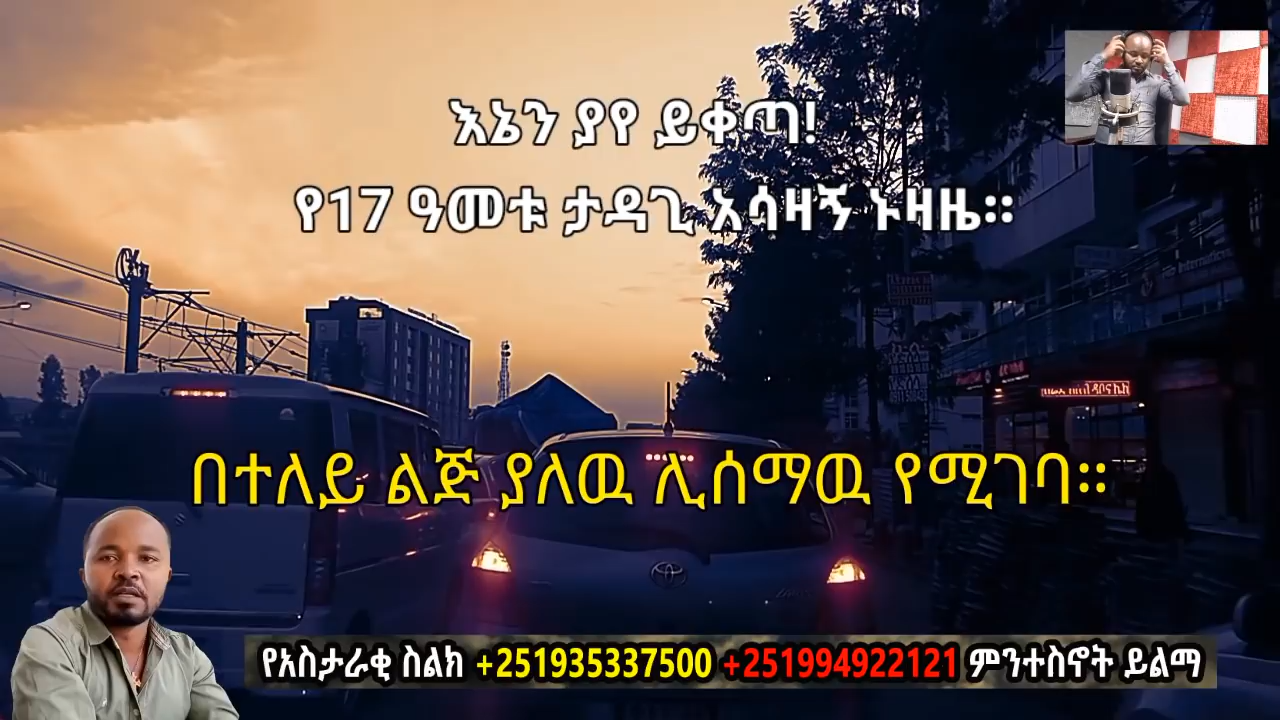 እኔን ያየ ይቀጣ!
የ17 ዓመቱ ታዳጊ አሳዛኝ ኑዛዜ።
በተለይ ልጅ ያለዉ ሊሰማዉ የሚገባ።
የአስታራቂ ስልክ +251935337500 +251994922121 ምንተስኖት ይልማ